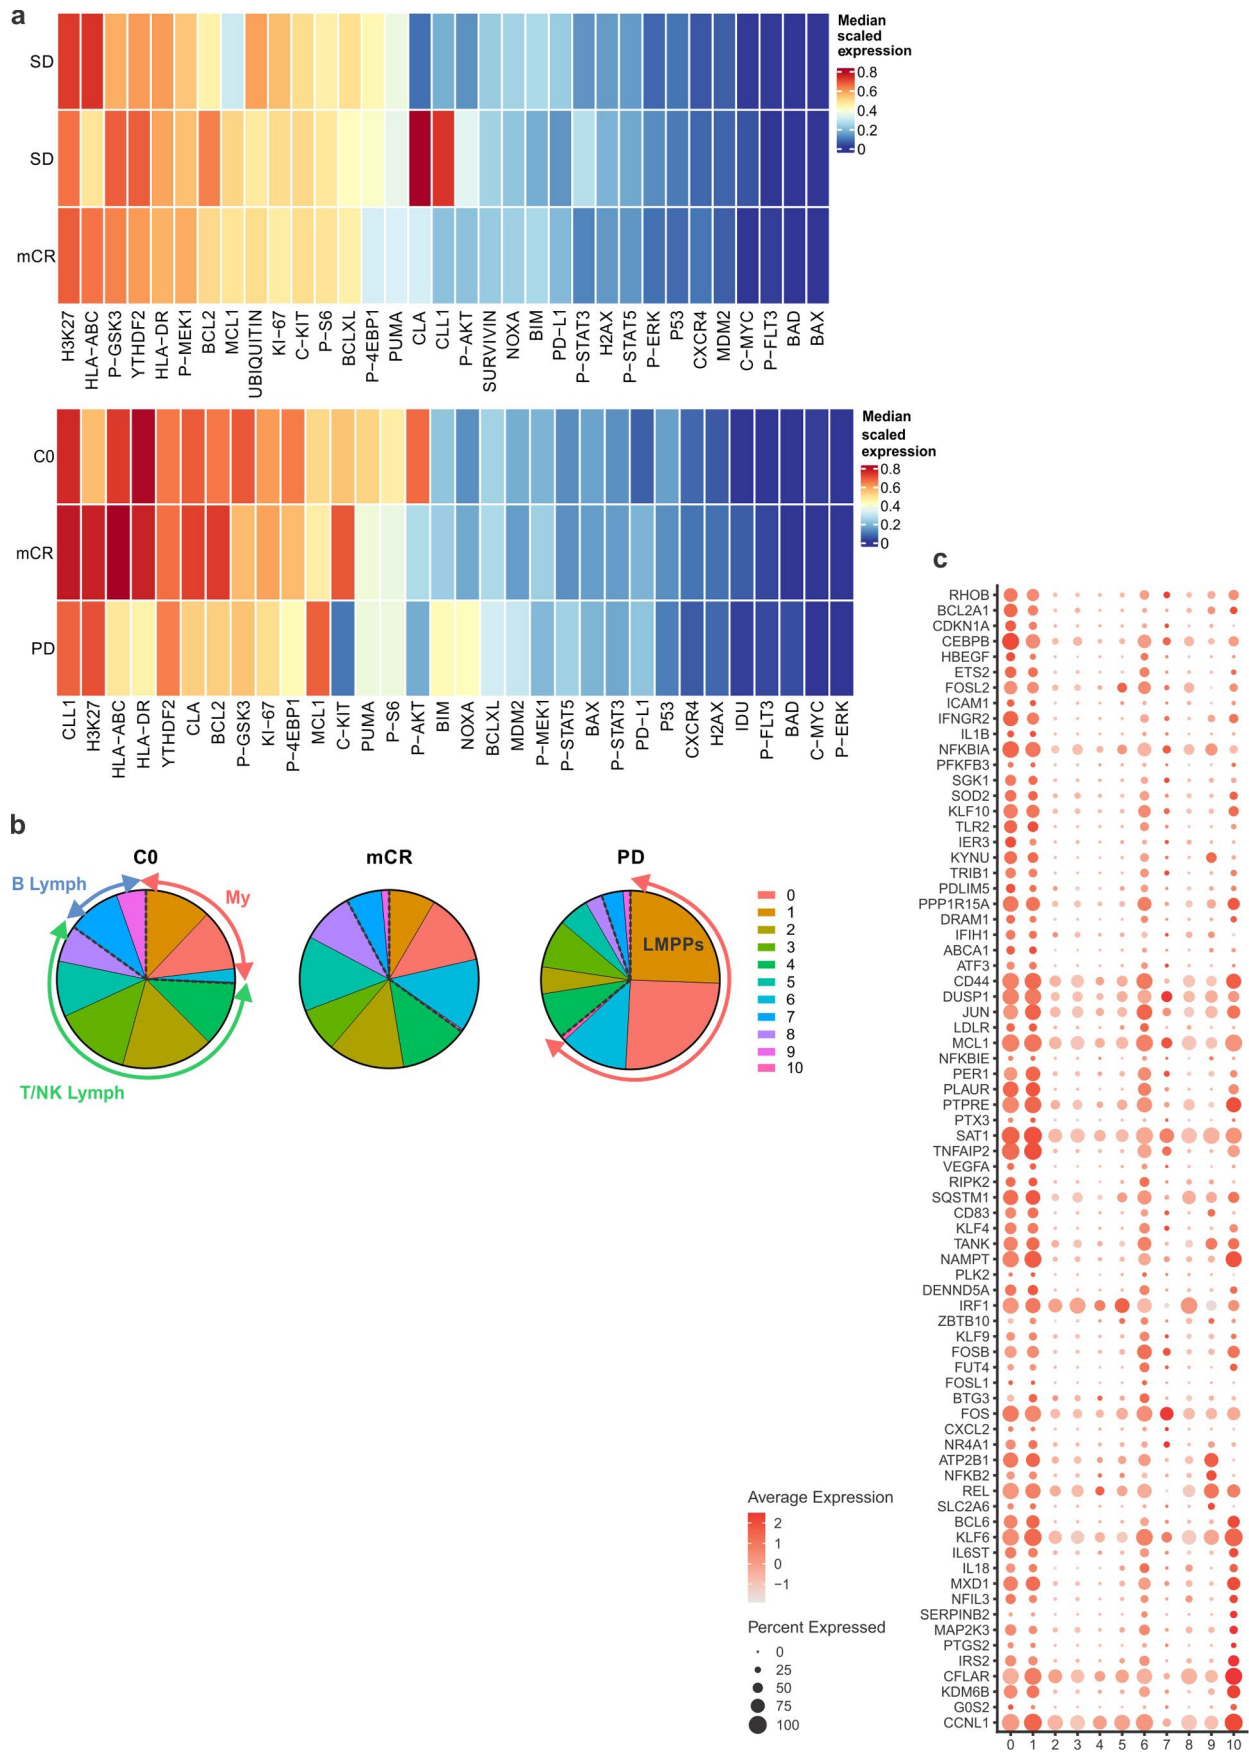 a
SD
SD
mCR
H3K27
HLA-ABC
P-GSK3
YTHDF2
HLA-DR
P-MEK1
BCL2
MCL1
UBIQUITIN
KI-67
C-KIT
P-S6
BCLXL
P-4EBP1
PUMA
CLA
CLL1
P-AKT
SURVIVIN
NOXA
BIM
PD-L1
P-STAT3
H2AX
P-STAT5
P-ERK
P53
CXCR4
MDM2
C-MYC
P-FLT3
BAD
BAX
Median
scaled
expression
0.8
0.6
0.4
0.2
0
C0
mCR
PD
CLL1
H3K27
HLA-ABC
HLA-DR
YTHDF2
CLA
BCL2
P-GSK3
KI-67
P-4EBP1
MCL1
C-KIT
PUMA
P-S6
P-AKT
BIM
NOXA
BCLXL
MDM2
P-MEK1
P-STAT5
BAX
P-STAT3
PD-L1
P53
CXCR4
H2AX
IDU
P-FLT3
BAD
C-MYC
P-ERK
Median
scaled
expression
0.8
0.6
0.4
0.2
0
b
C0
mCR
PD
B Lymph
My
T/NK Lymph
LMPPs
0
1
2
3
4
5
6
7
8
9
10
c
RHOB
BCL2A1
CDKN1A
CEBPB
HBEGF
ETS2
FOSL2
ICAM1
IFNGR2
IL1B
NFKBIA
PFKFB3
SGK1
SOD2
KLF10
TLR2
IER3
KYNU
TRIB1
PDLIM5
PPP1R15A
DRAM1
IFIH1
ABCA1
ATF3
CD44
DUSP1
JUN
LDLR
MCL1
NFKBIE
PER1
PLAUR
PTPRE
PTX3
SAT1
TNFAIP2
VEGFA
RIPK2
SQSTM1
CD83
KLF4
TANK
NAMPT
PLK2
DENND5A
IRF1
ZBTB10
KLF9
FOSB
FUT4
FOSL1
BTG3
FOS
CXCL2
NR4A1
ATP2B1
NFKB2
REL
SLC2A6
BCL6
KLF6
IL6ST
IL18
MXD1
NFIL3
SERPINB2
MAP2K3
PTGS2
IRS2
CFLAR
KDM6B
G0S2
CCNL1
0 1 2 3 4 5 6 7 8 9 10
Average Expression
2
1
0
−1
Percent Expressed
0
25
50
75
100